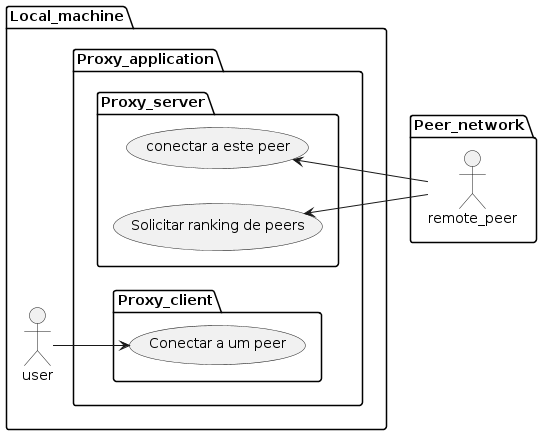 Local_machine
Proxy_application
Proxy_server
conectar a este peer
Solicitar ranking de peers
Peer_network
remote_peer
Proxy_client
Conectar a um peer
user